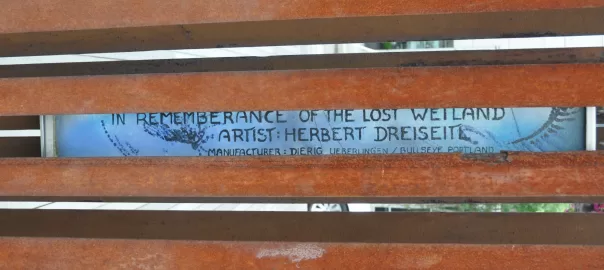 IN REMEMBERANCE OF THE LOST WETLAND
ARTIST: HERBERT DREISEITL
MANUFACTURER: DIERIG UEBERLINGEN / BULLSEYE PORTLAND